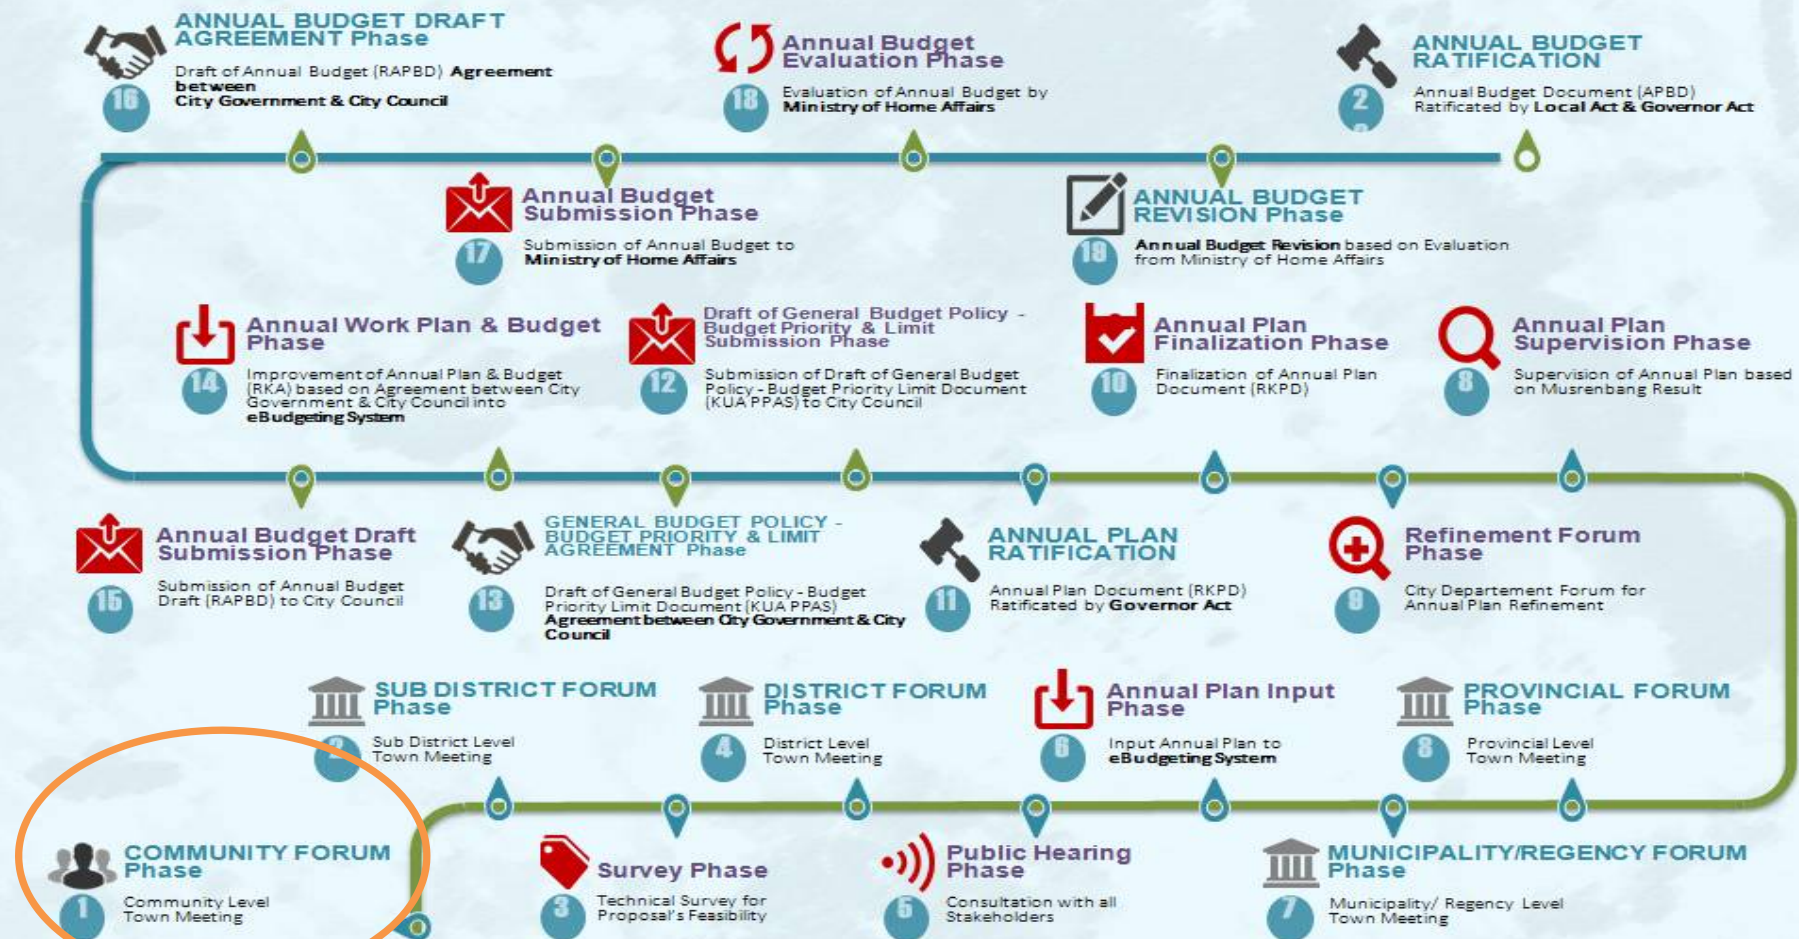 ANNUAL BUDGET DRAFT
AGREEMENT Phase
Draft of Annual Budget (RAPBD) Agreement
between
City Government & City Council
16
Annual Budget
Evaluation Phase
Evaluation of Annual Budget by
Ministry of Home Affairs
18
ANNUAL BUDGET
RATIFICATION
Annual Budget Document (APBD)
Ratificated by Local Act & Governor Act
2
Annual Budget
Submission Phase
Submission of Annual Budget to
Ministry of Home Affairs
17
ANNUAL BUDGET
REVISION Phase
Annual Budget Revision based on Evaluation
from Ministry of Home Affairs
19
Annual Work Plan & Budget
Phase
Improvement of Annual Plan & Budget
(RKA) based on Agreement between City
Government & City Council into
eBudgeting System
14
Draft of General Budget Policy -
Budget Priority & Limit
Submission Phase
Submission of Draft of General Budget
Policy - Budget Priority Limit Document
(KUA PPAS) to City Council
12
Annual Plan
Finalization Phase
Finalization of Annual Plan
Document (RKPD)
10
Annual Plan
Supervision Phase
Supervision of Annual Plan based
on Musrenbang Result
8
Annual Budget Draft
Submission Phase
Submission of Annual Budget
Draft (RAPBD) to City Council
15
GENERAL BUDGET POLICY -
BUDGET PRIORITY & LIMIT
AGREEMENT Phase
Draft of General Budget Policy - Budget
Priority Limit Document (KUA PPAS)
Agreement between City Government & City
Council
13
ANNUAL PLAN
RATIFICATION
Annual Plan Document (RKPD)
Ratificated by Governor Act
11
Refinement Forum
Phase
City Departement Forum for
Annual Plan Refinement
9
SUB DISTRICT FORUM
Phase
Sub District Level
Town Meeting
2
DISTRICT FORUM
Phase
District Level
Town Meeting
4
Annual Plan Input
Phase
Input Annual Plan to
eBudgeting System
6
PROVINCIAL FORUM
Phase
Provincial Level
Town Meeting
8
COMMUNITY FORUM
Phase
Community Level
Town Meeting
1
Survey Phase
Technical Survey for
Proposal's Feasibility
3
Public Hearing
Phase
Consultation with all
Stakeholders
5
MUNICIPALITY/REGENCY FORUM
Phase
Municipality/ Regency Level
Town Meeting
7